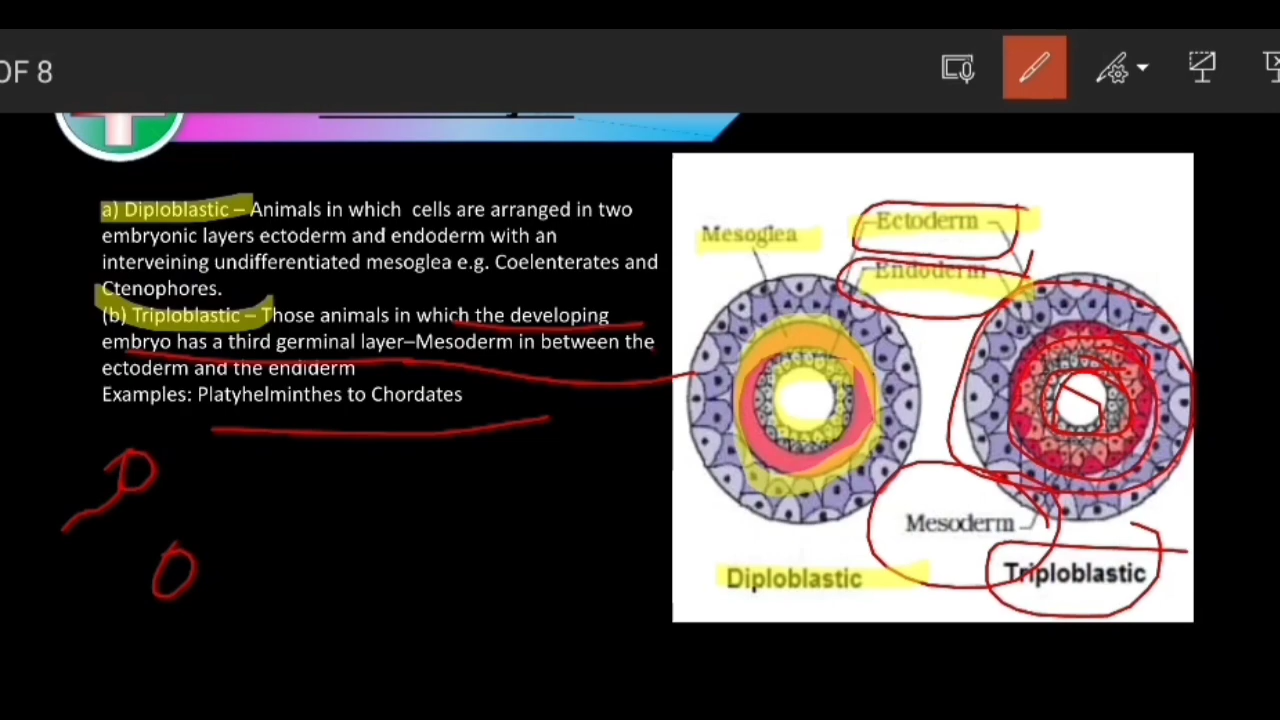 OF 8
a) Diploblastic – Animals in which cells are arranged in two
embryonic layers ectoderm and endoderm with an
interveining undifferentiated mesoglea e.g. Coelenterates and
Ctenophores.
(b) Triploblastic – Those animals in which the developing
embryo has a third germinal layer–Mesoderm in between the
ectoderm and the endiderm
Examples: Platyhelminthes to Chordates
Mesoglea
Ectoderm
Endoderm
Mesoderm
Diploblastic
Triploblastic